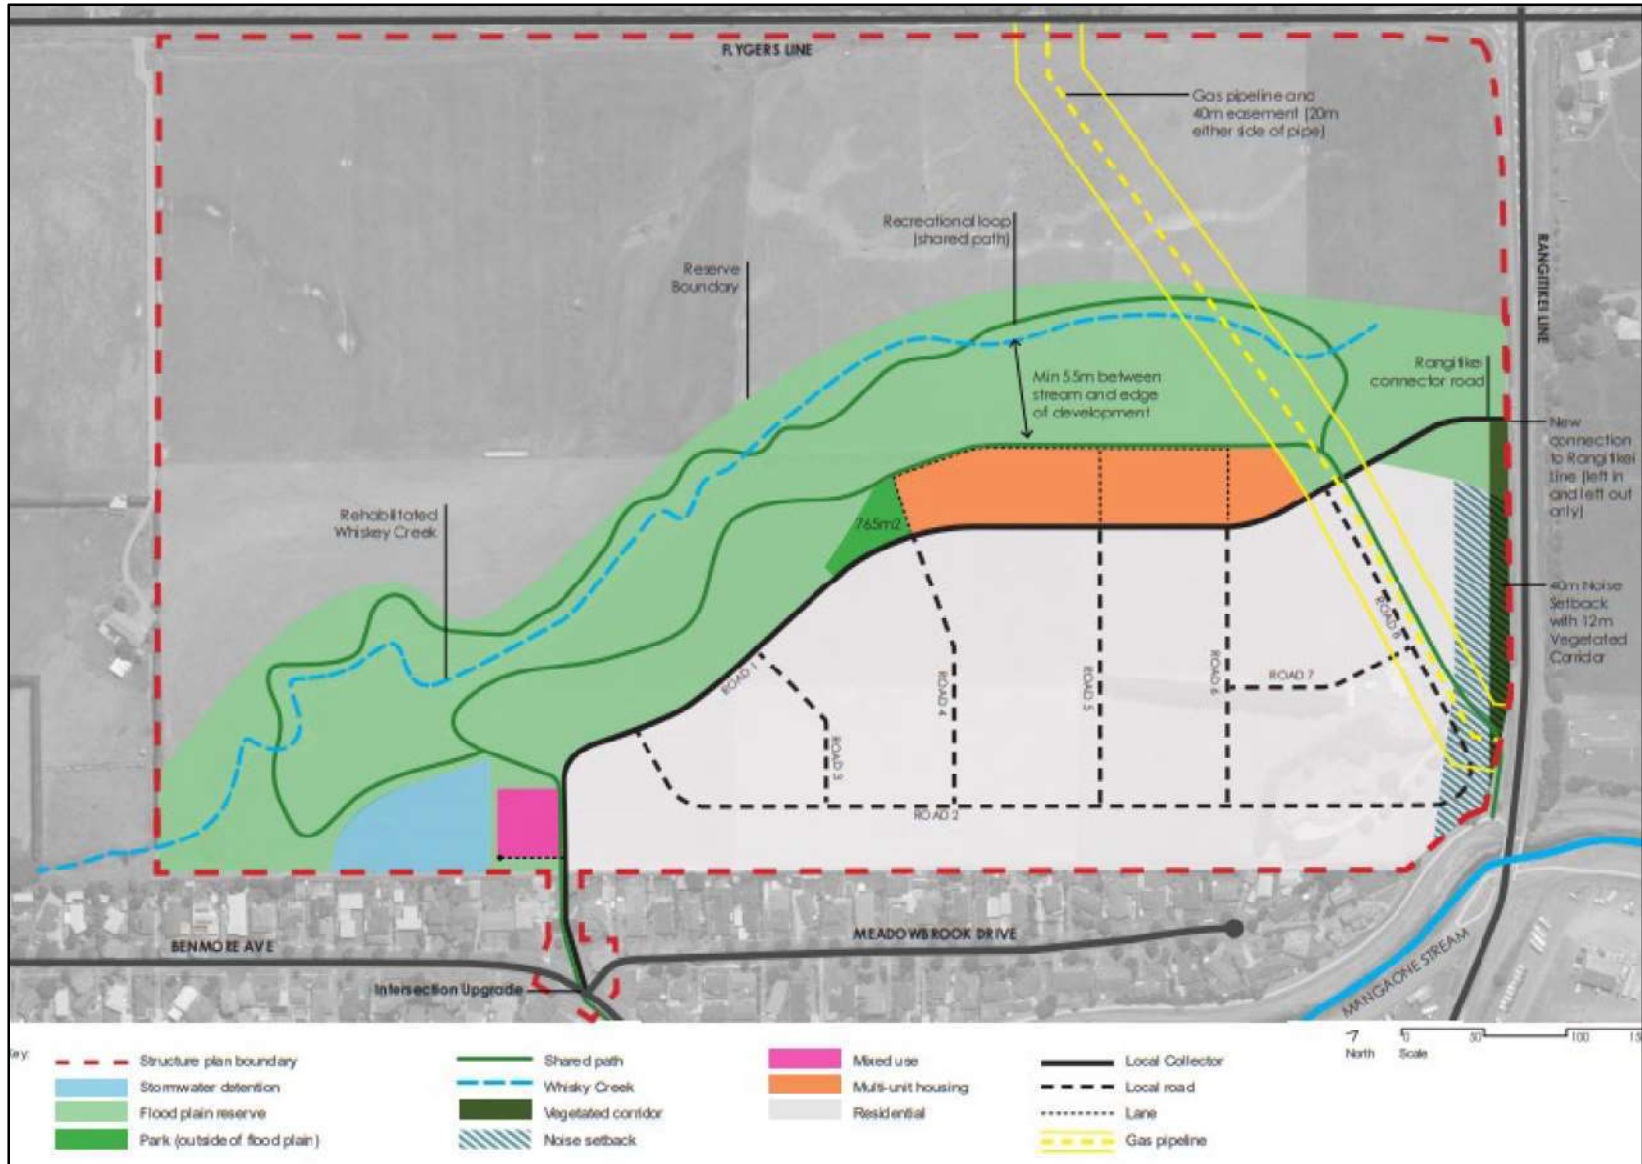 FLYGERS LINE
Gas pipeline and
40m easement (20m
either side of pipe)
Recreational loop
(shared path)
Reserve
Boundary
RANGITIKEI LINE
Rangitikei
connector road
Min 55m between
stream and edge
of development
New
connection
to Rangitikei
Line (left in
and left out
only)
Rehabilitated
Whiskey Creek
765m2
40m Noise
Setback
with 12m
Vegetated
Corridor
ROAD 8
ROAD 1
ROAD 4
ROAD 5
ROAD 6
ROAD 7
ROAD 3
ROAD 2
BENMORE AVE
MEADOWBROOK DRIVE
Intersection Upgrade
MANGAONE STREAM
Key:
Structure plan boundary
Stormwater detention
Flood plain reserve
Park (outside of flood plain)
Shared path
Whisky Creek
Vegetated corridor
Noise setback
Mixed use
Multi-unit housing
Residential
Local Collector
Local road
Lane
Gas pipeline
North
Scale
0 50 100